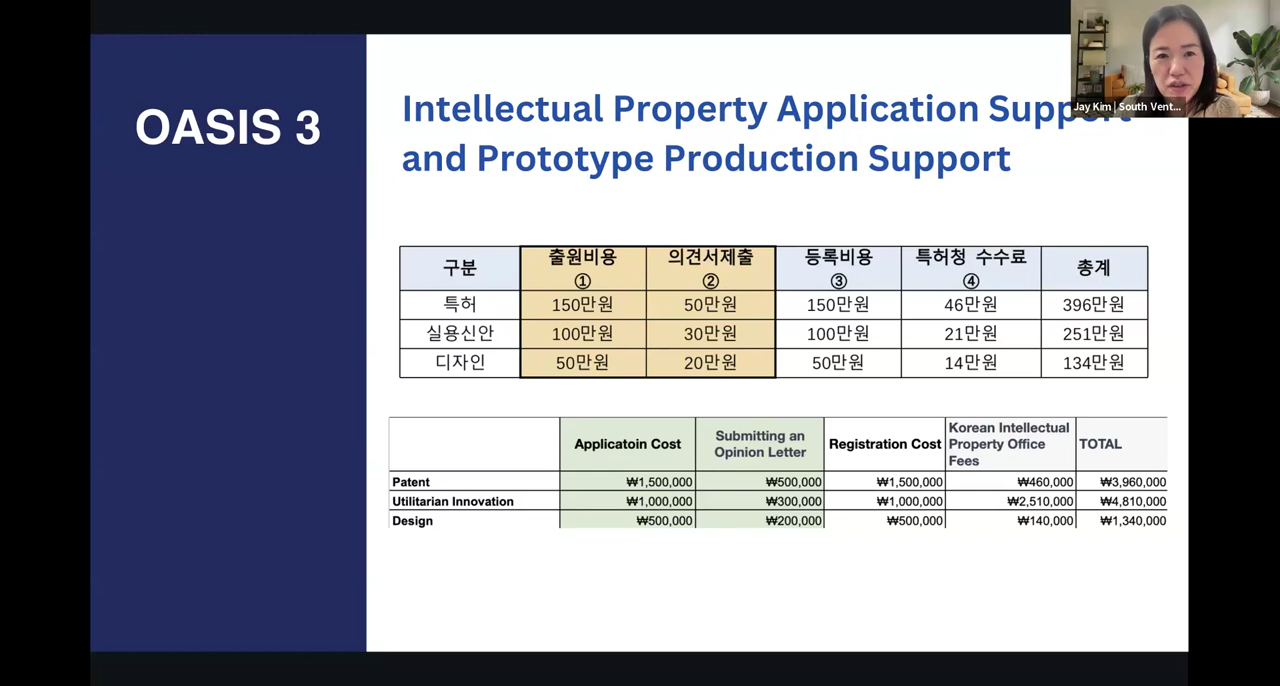 OASIS 3
Intellectual Property Application Support
and Prototype Production Support
Jay Kim | South Vent...
구분 출원비용 ① 의견서제출 ② 등록비용 ③ 특허청 수수료 ④ 총계
특허 150만원 50만원 150만원 46만원 396만원
실용신안 100만원 30만원 100만원 21만원 251만원
디자인 50만원 20만원 50만원 14만원 134만원
Applicatoin Cost Submitting an Opinion Letter Registration Cost Korean Intellectual Property Office Fees TOTAL
Patent ₩1,500,000 ₩500,000 ₩1,500,000 ₩460,000 ₩3,960,000
Utilitarian Innovation ₩1,000,000 ₩300,000 ₩1,000,000 ₩2,510,000 ₩4,810,000
Design ₩500,000 ₩200,000 ₩500,000 ₩140,000 ₩1,340,000